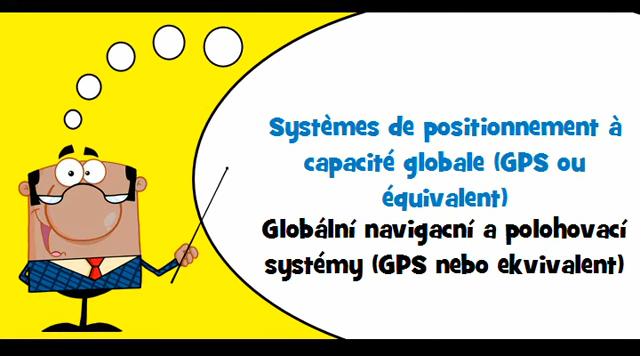 Systèmes de positionnement à
capacité globale (GPS ou
équivalent)
Globální navigacní a polohovací
systémy (GPS nebo ekvivalent)